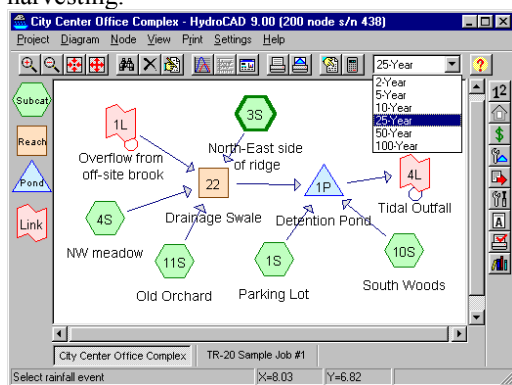 harvesting.
City Center Office Complex - HydroCAD 9.00 (200 node s/n 438)
Project Diagram Node View Print Settings Help
25-Year
2-Year
5-Year
10-Year
25-Year
50-Year
100-Year
Subcat
Reach
Pond
Link
1L
Overflow from
off-site brook
3S
North-East side
of ridge
22
Drainage Swale
1P
Detention Pond
4L
Tidal Outfall
4S
NW meadow
11S
Old Orchard
1S
Parking Lot
10S
South Woods
12
$
A
?
City Center Office Complex TR-20 Sample Job #1
Select rainfall event X=8.03 Y=6.82